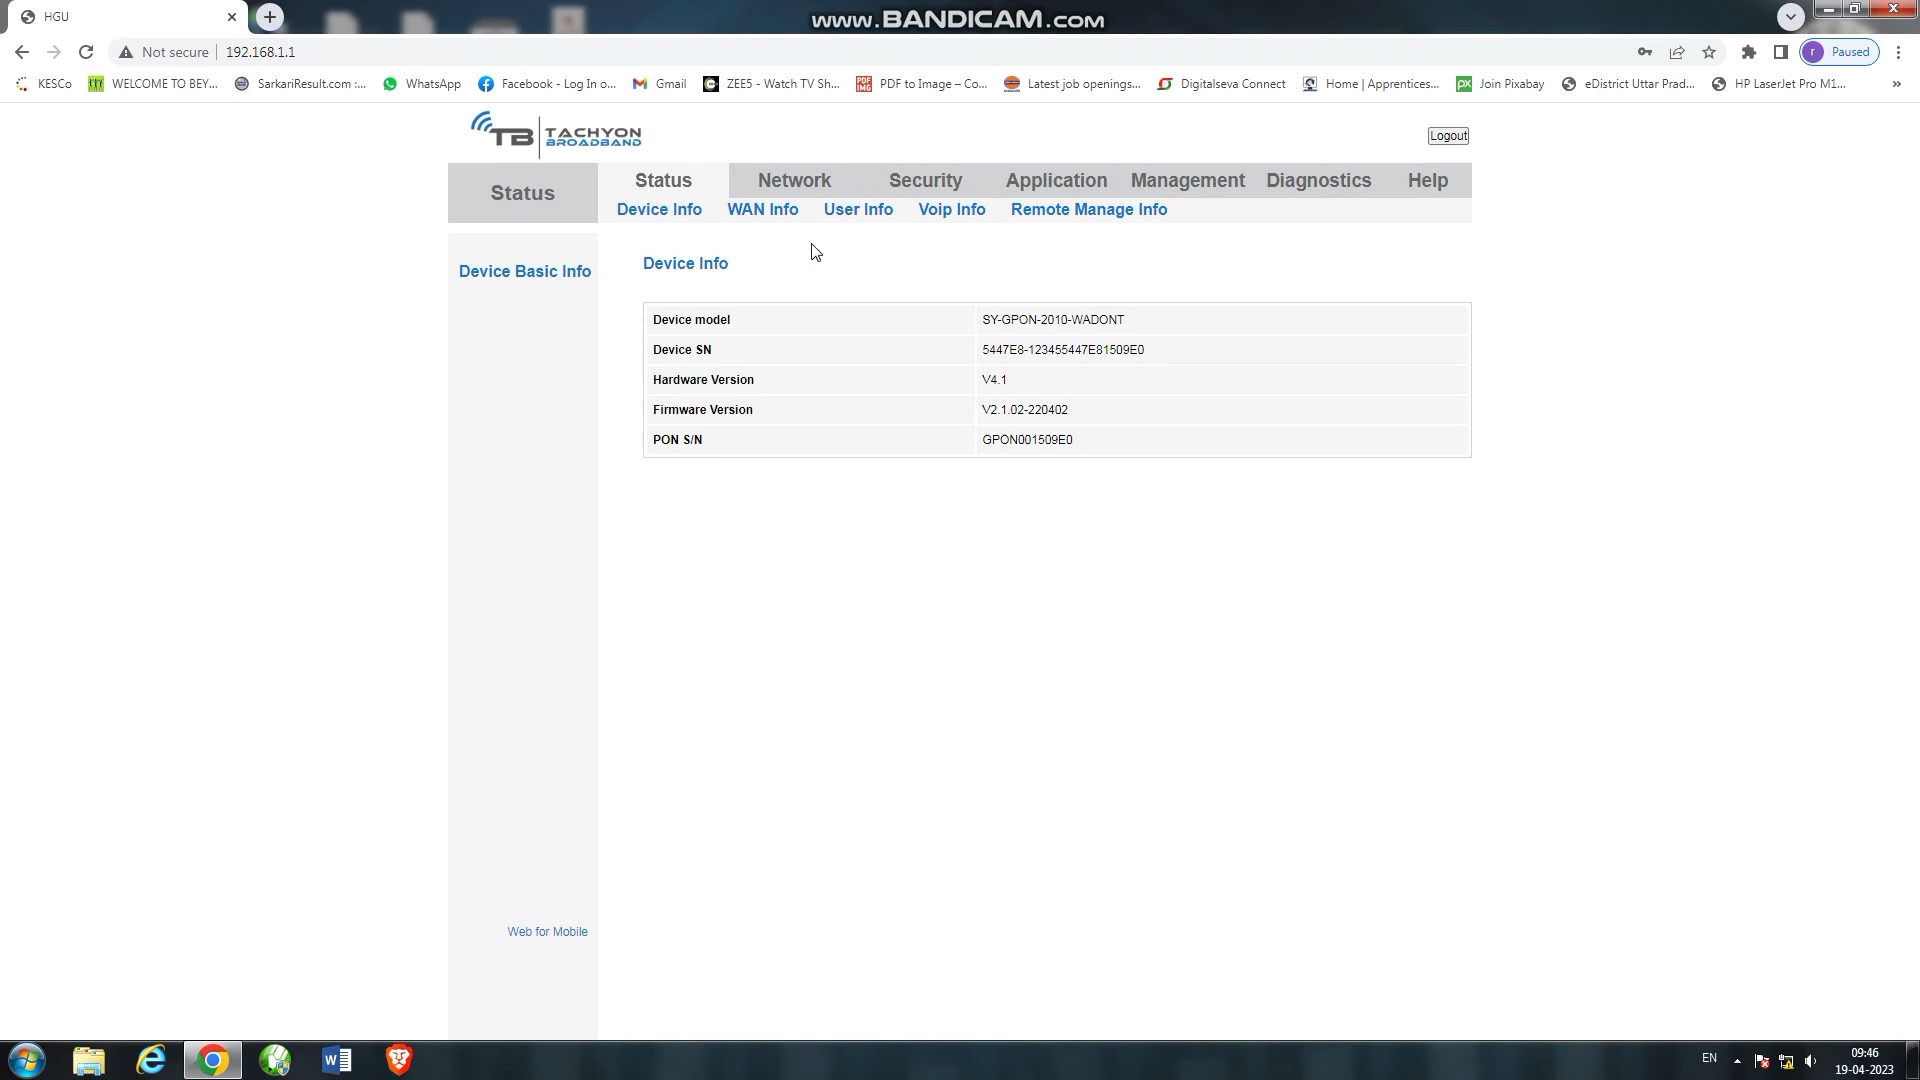 HGU
www.BANDICAM.com
Not secure 192.168.1.1 Paused
KESCo WELCOME TO BEY... SarkariResult.com :... WhatsApp Facebook - Log In o... Gmail ZEE5 - Watch TV Sh... PDF to Image – Co... Latest job openings... Digitalseva Connect Home | Apprentices... Join Pixabay eDistrict Uttar Prad... HP LaserJet Pro M1... »
TB TACHYON
BROADBAND
Logout
Status
Status Network Security Application Management Diagnostics Help
Device Info WAN Info User Info Voip Info Remote Manage Info
Device Basic Info
Device Info
Device model SY-GPON-2010-WADONT
Device SN 5447E8-123455447E81509E0
Hardware Version V4.1
Firmware Version V2.1.02-220402
PON S/N GPON001509E0
Web for Mobile
EN
09:46
19-04-2023